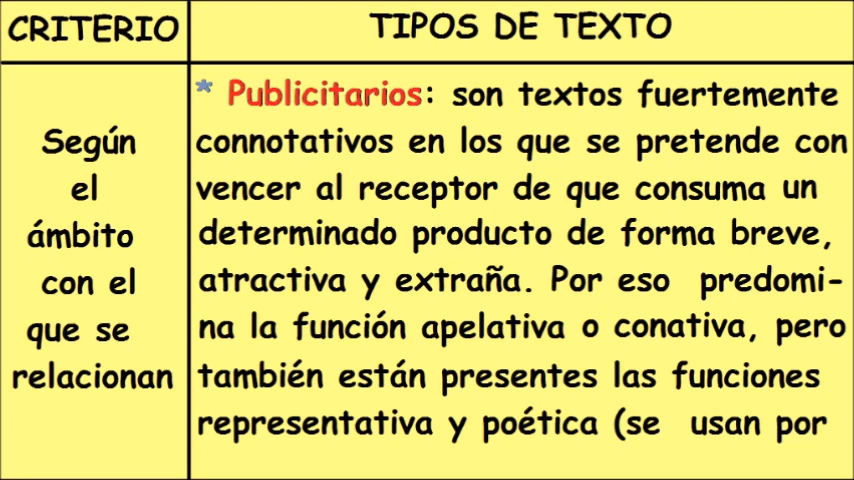 CRITERIO
TIPOS DE TEXTO
Según
el
ámbito
con el
que se
relacionan
* Publicitarios: son textos fuertemente
connotativos en los que se pretende con
vencer al receptor de que consuma un
determinado producto de forma breve,
atractiva y extraña. Por eso predomi-
na la función apelativa o conativa, pero
también están presentes las funciones
representativa y poética (se usan por